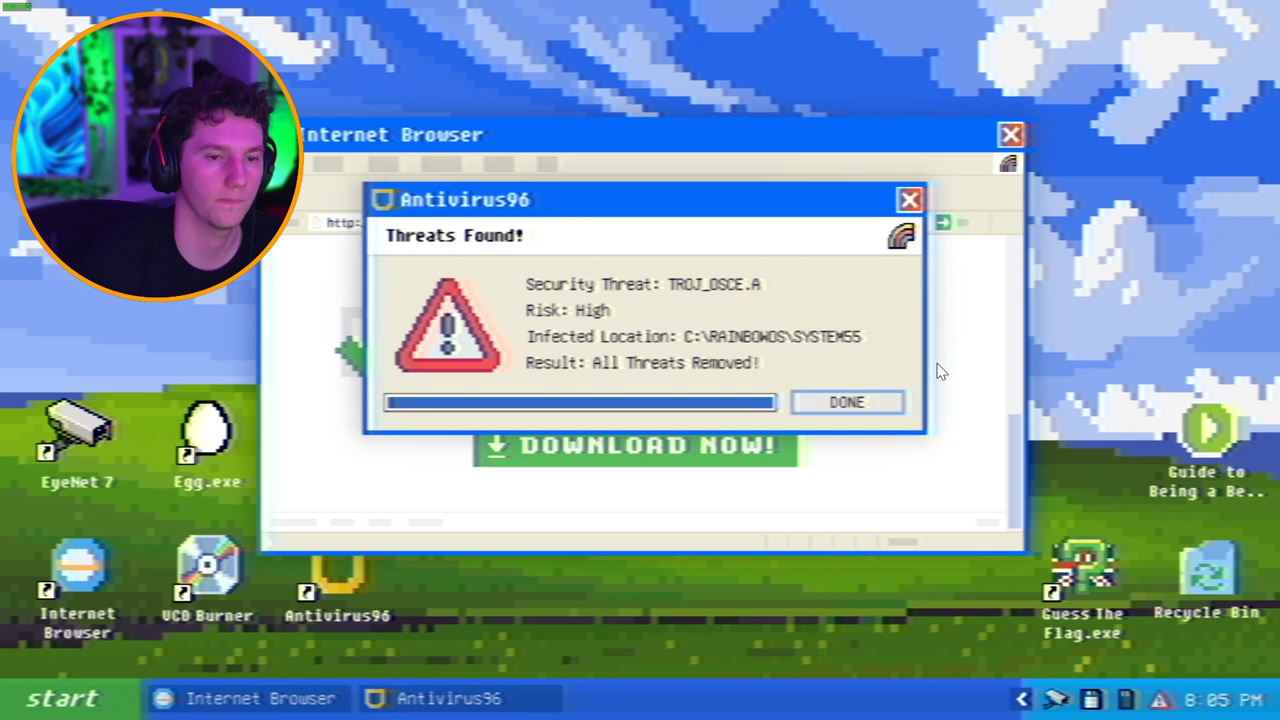 Internet Browser
http:
Antivirus96
Threats Found!
Security Threat: TROJ_OSCE.A
Risk: High
Infected Location: C:\RAINBOWOS\SYSTEM55
Result: All Threats Removed!
DONE
DOWNLOAD NOW!
EyeNet 7
Egg.exe
Guide to
Being a Be..
Internet
Browser
VCD Burner
Antivirus96
Guess The
Flag.exe
Recycle Bin
start
Internet Browser
Antivirus96
8:05 PM